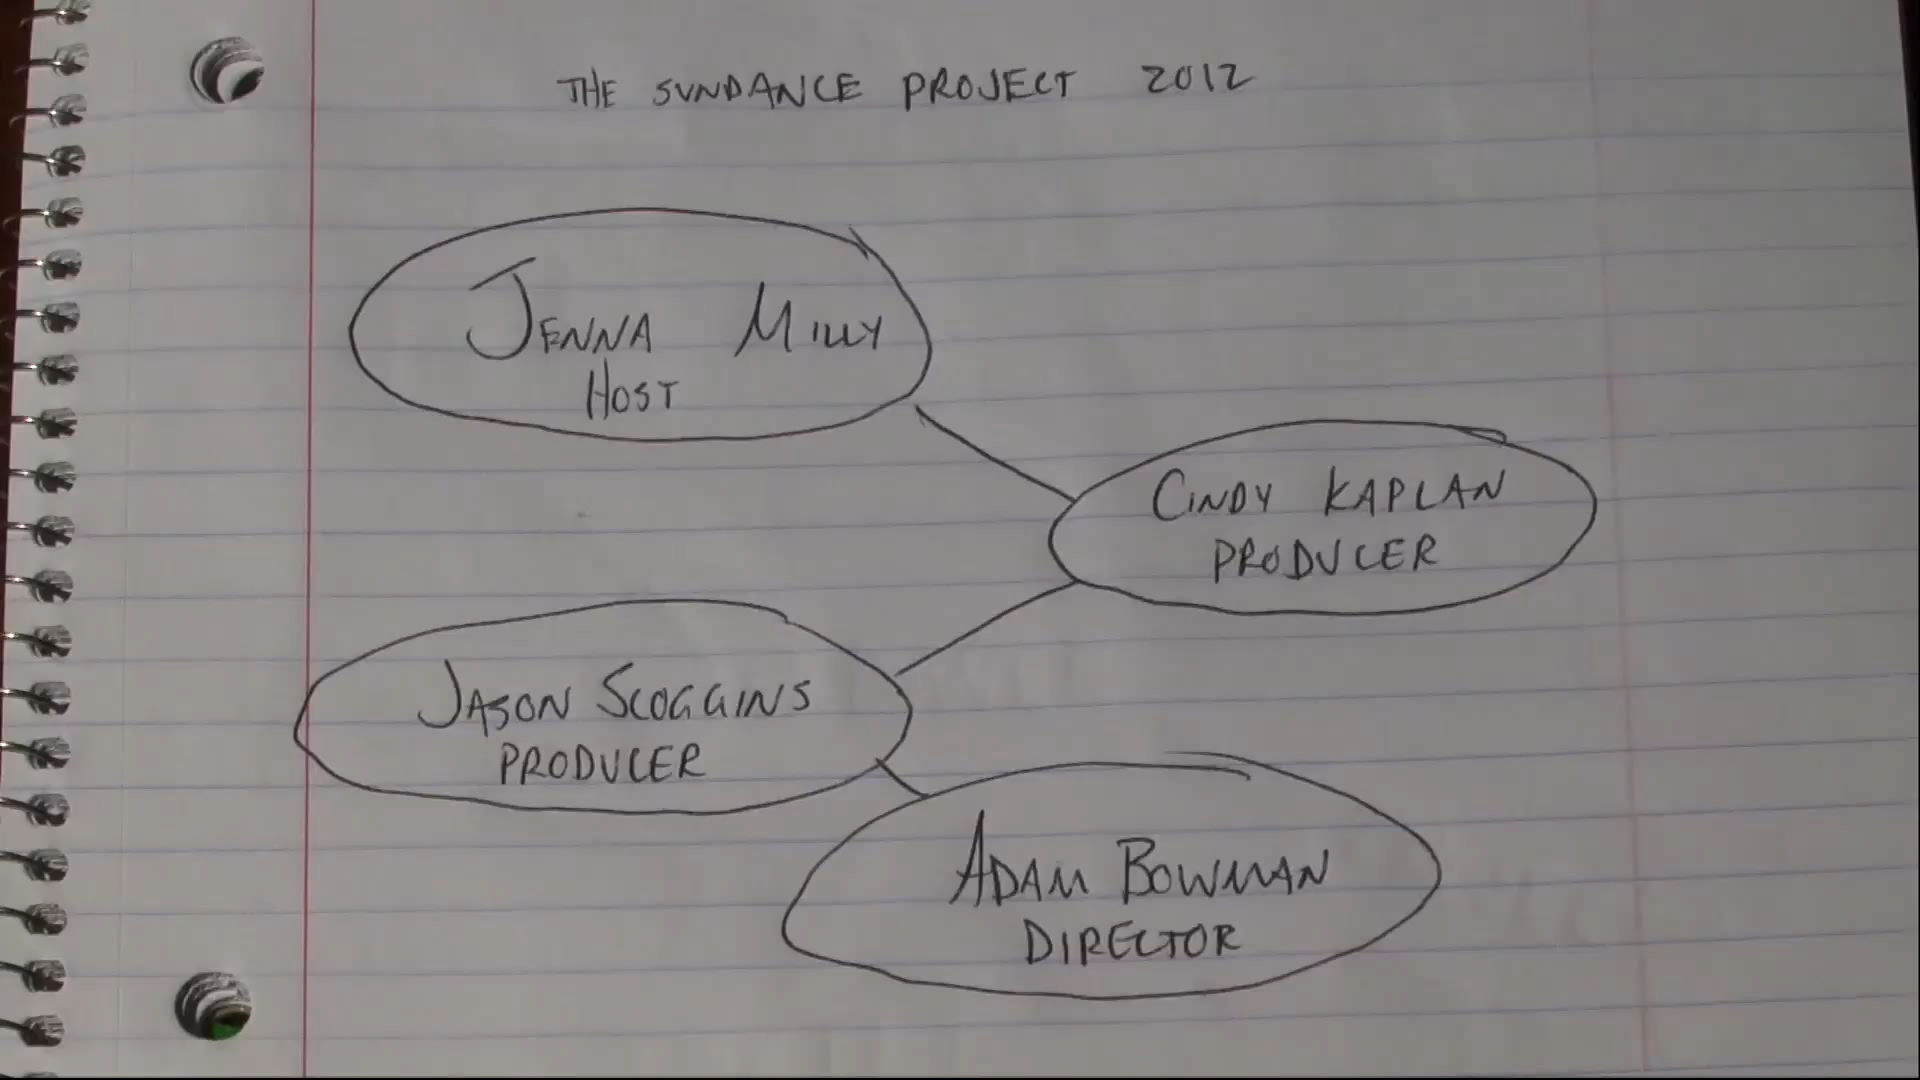 THE SUNDANCE PROJECT 2012
JENNA MILLY
HOST
CINDY KAPLAN
PRODUCER
JASON SCOGGINS
PRODUCER
ADAM BOWMAN
DIRECTOR